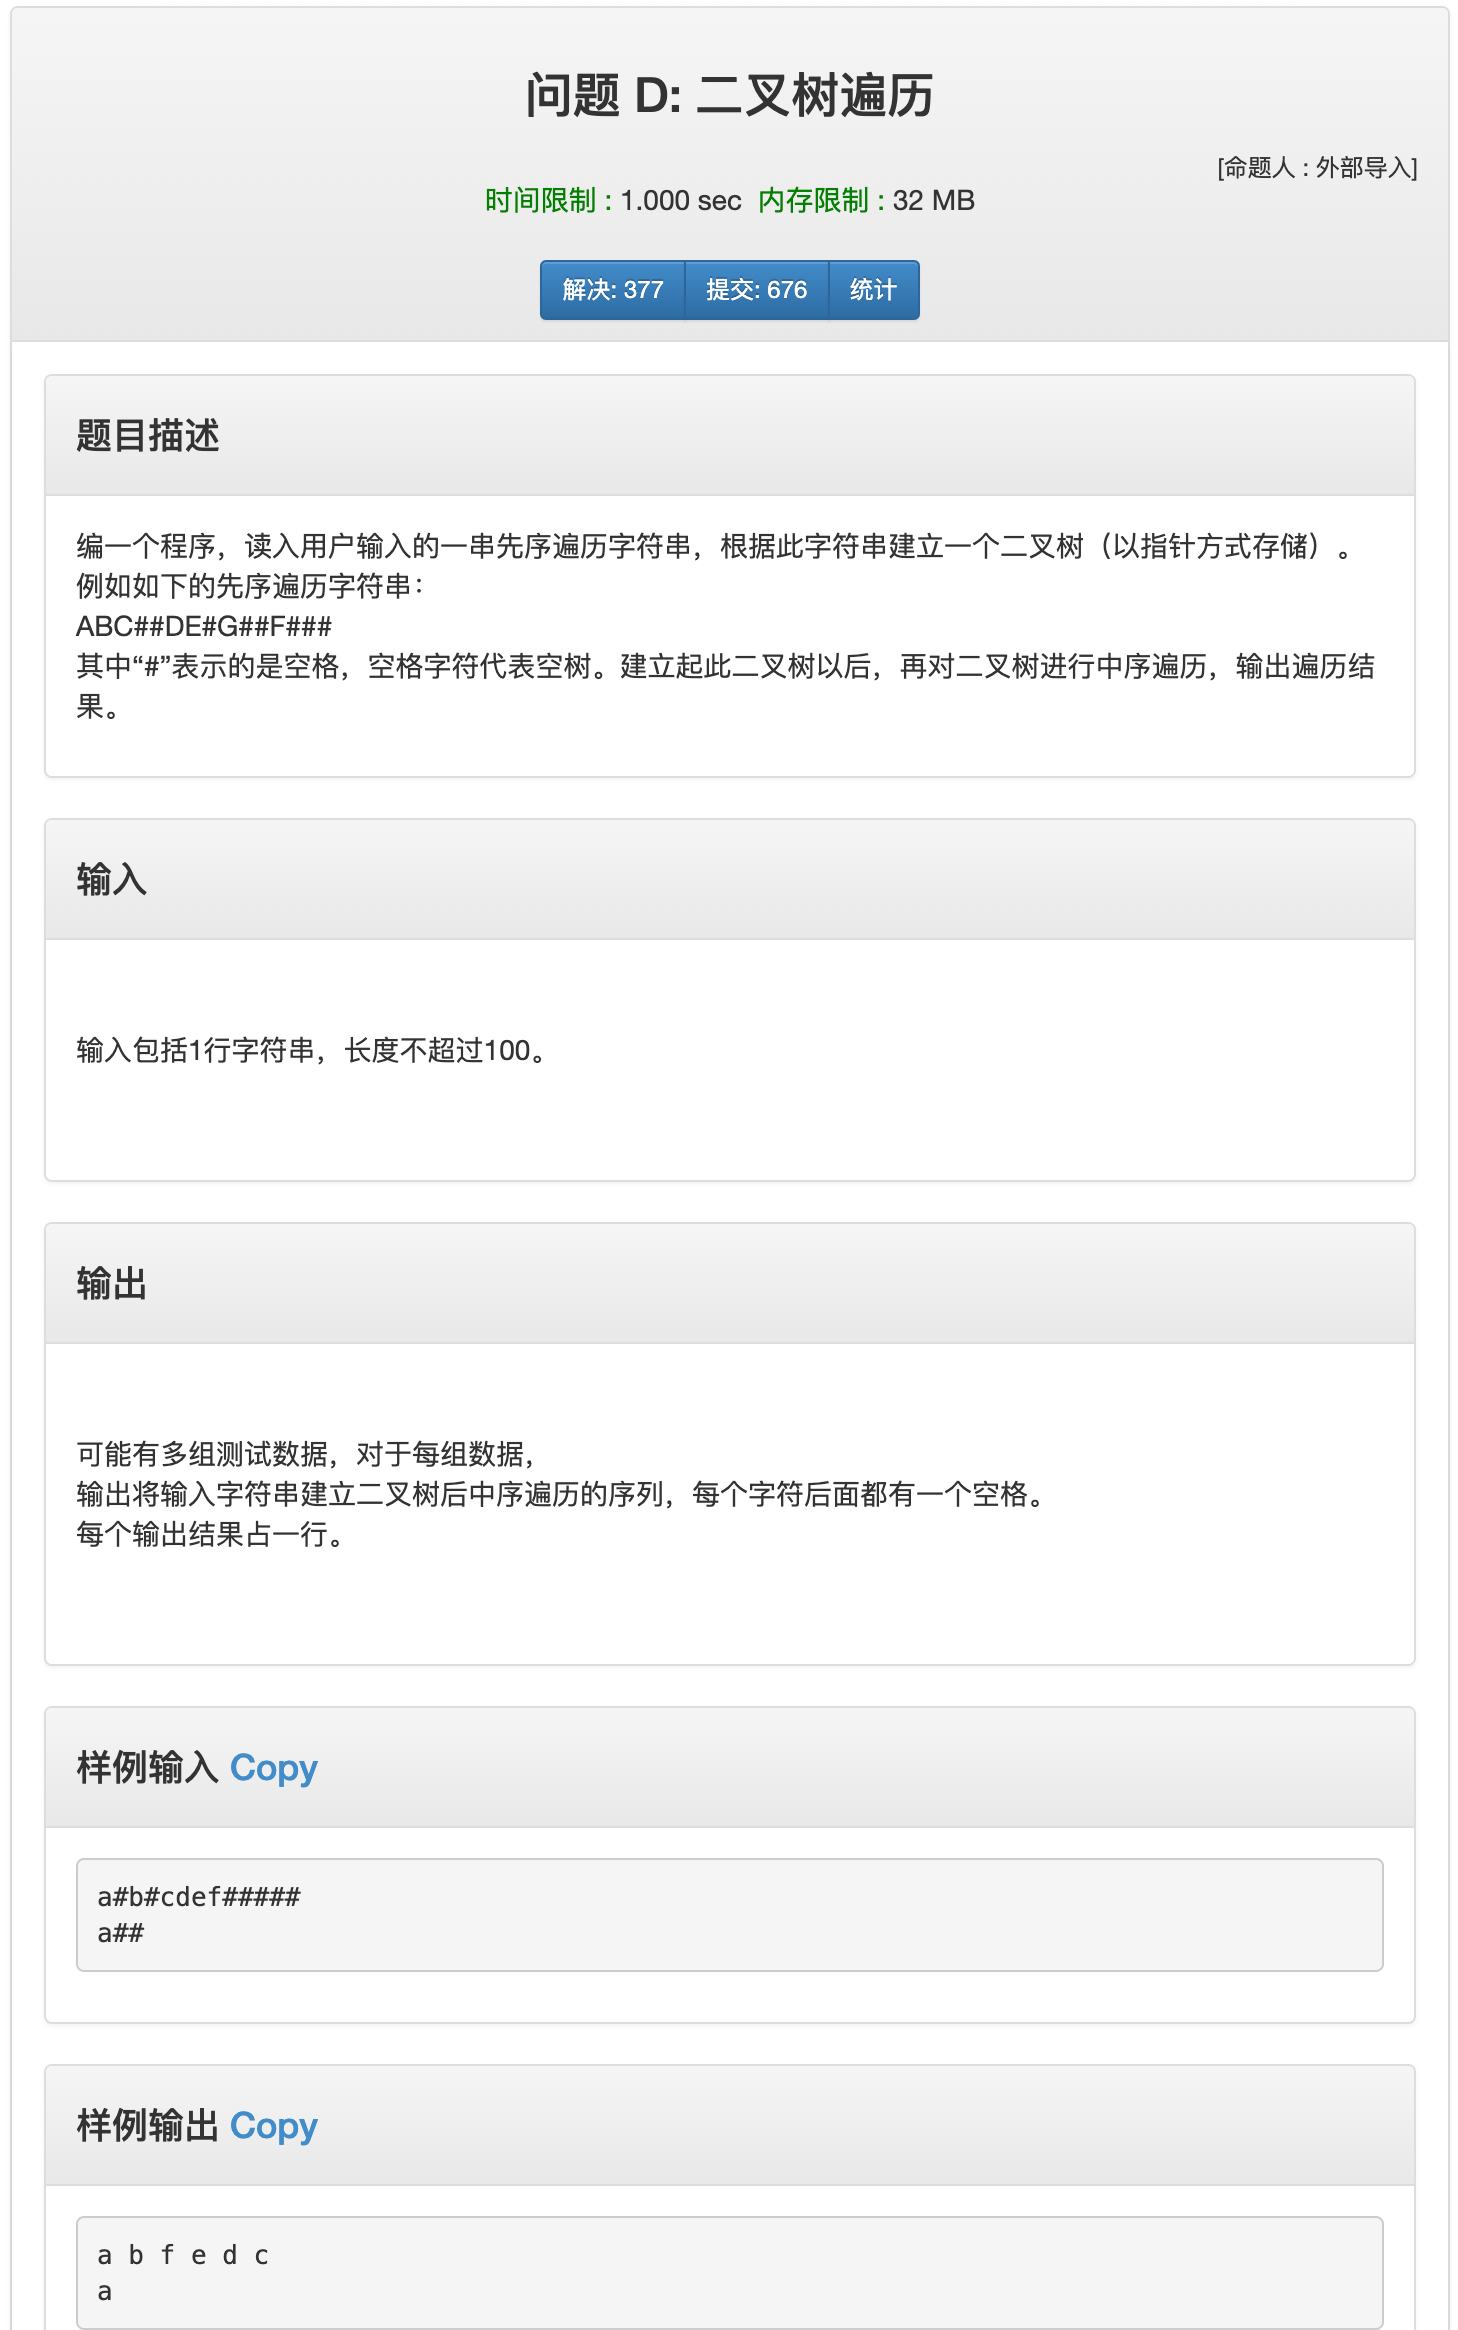 问题 D: 二叉树遍历
[命题人 : 外部导入]
时间限制 : 1.000 sec 内存限制 : 32 MB
解决: 377 提交: 676 统计
题目描述
编一个程序，读入用户输入的一串先序遍历字符串，根据此字符串建立一个二叉树（以指针方式存储）。
例如如下的先序遍历字符串：
ABC##DE#G##F###
其中“#”表示的是空格，空格字符代表空树。建立起此二叉树以后，再对二叉树进行中序遍历，输出遍历结
果。
输入
输入包括1行字符串，长度不超过100。
输出
可能有多组测试数据，对于每组数据，
输出将输入字符串建立二叉树后中序遍历的序列，每个字符后面都有一个空格。
每个输出结果占一行。
样例输入 Copy
a#b#cdef#####
a##
样例输出 Copy
a b f e d c
a